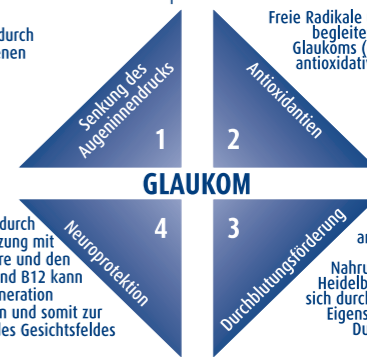 durch
Freie Radikale
begleite
Glaukoms (
antioxidativ
Senkung des
Augeninnendrucks
1
2
Antioxidantien
GLAUKOM
durch
zung mit
re und den
nd B12 kann
neration
n und somit zur
des Gesichtsfeldes
4
Neuroprotektion
3
Durchblutungsförderung
Nahru
Heidelb
sich durch
Eigens
Du